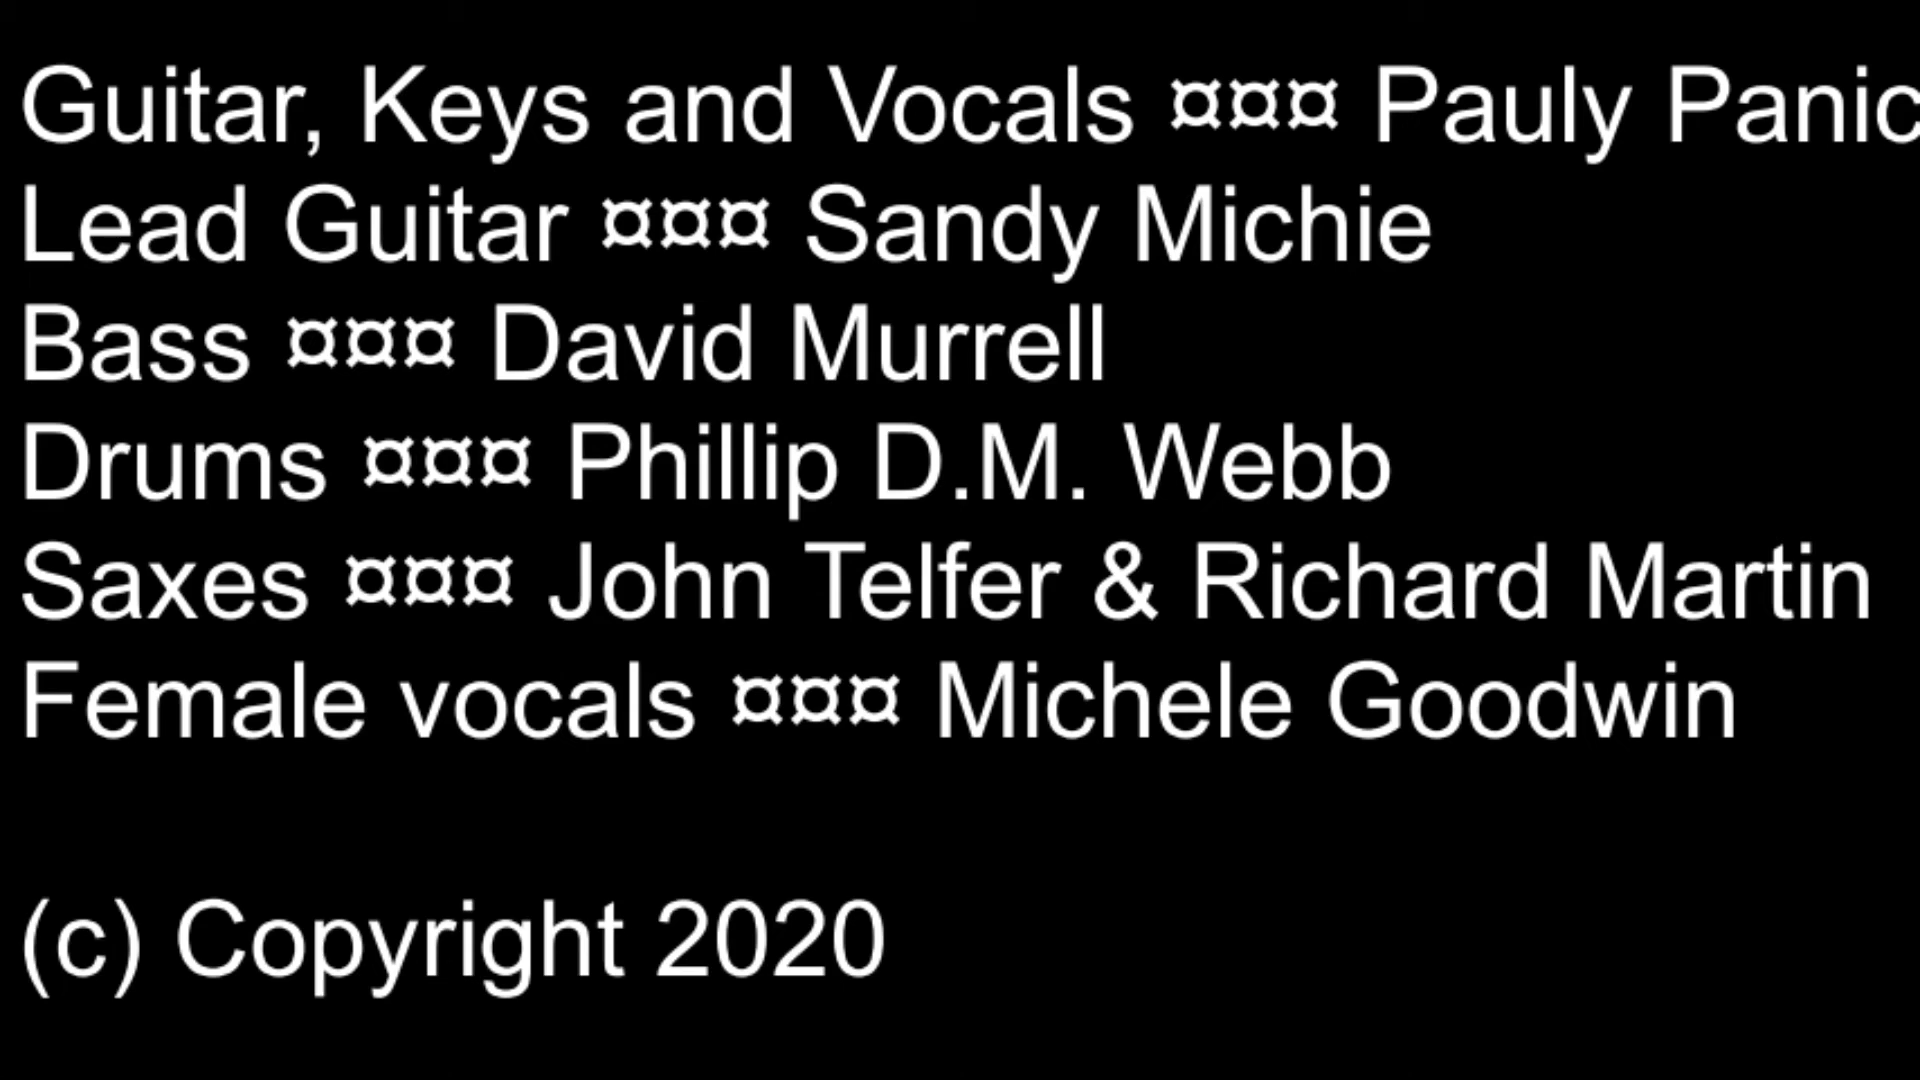 Guitar, Keys and Vocals ¤¤¤ Pauly Panic
Lead Guitar ¤¤¤ Sandy Michie
Bass ¤¤¤ David Murrell
Drums ¤¤¤ Phillip D.M. Webb
Saxes ¤¤¤ John Telfer & Richard Martin
Female vocals ¤¤¤ Michele Goodwin
(c) Copyright 2020